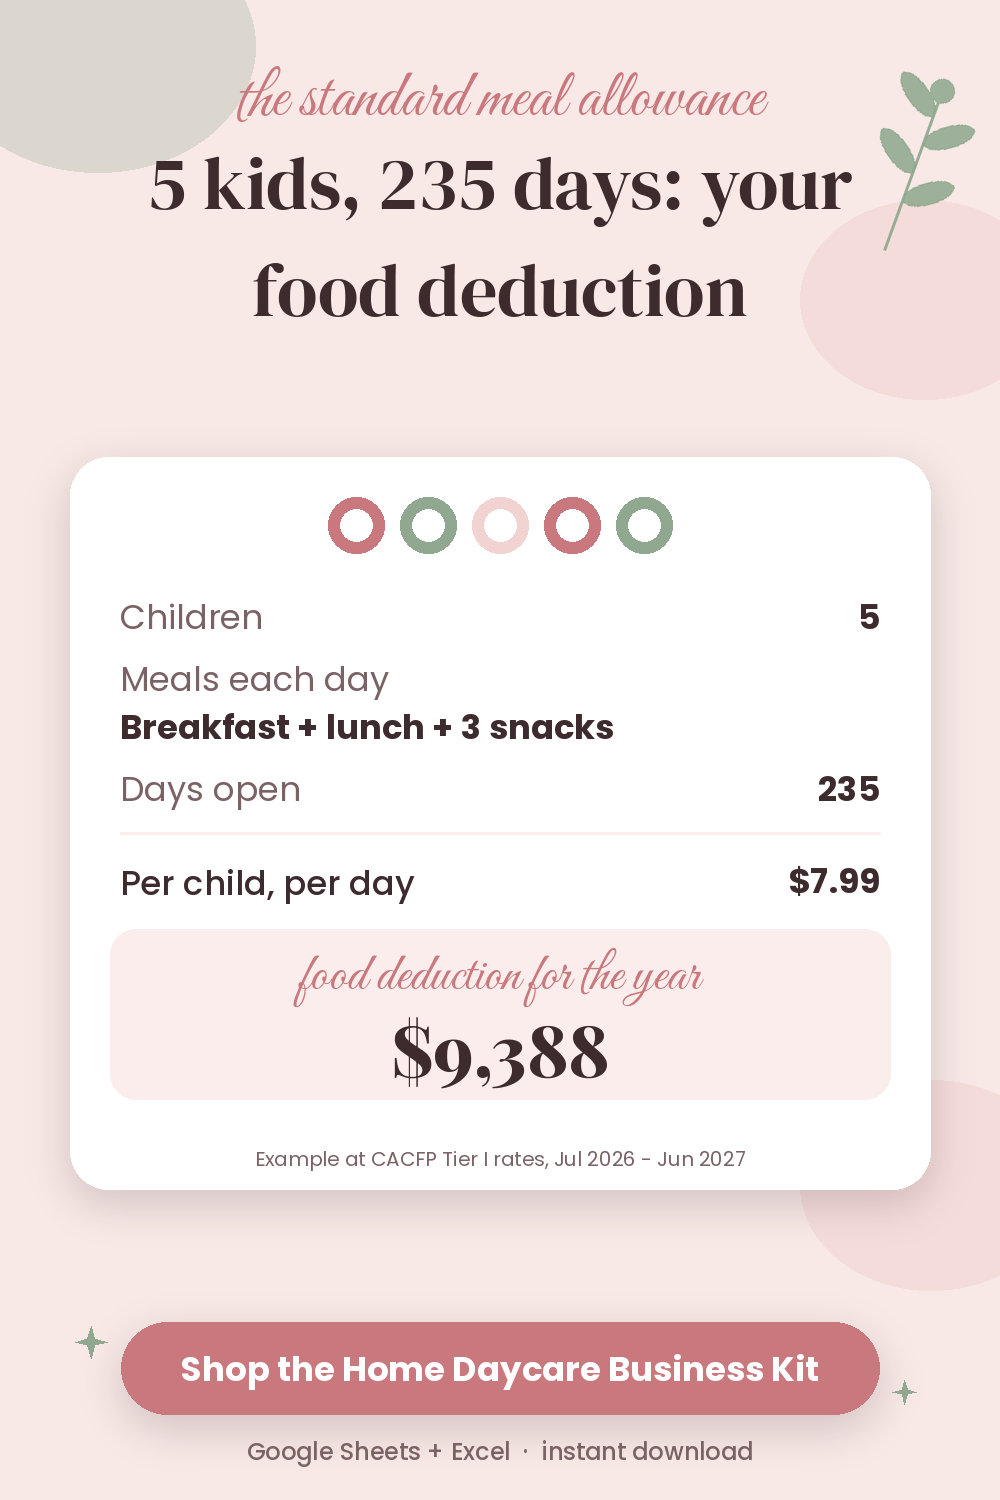 the standard meal allowance
5 kids, 235 days: your
food deduction
Children 5
Meals each day
Breakfast + lunch + 3 snacks
Days open 235
Per child, per day $7.99
food deduction for the year
$9,388
Example at CACFP Tier I rates, Jul 2026 - Jun 2027
Shop the Home Daycare Business Kit
Google Sheets + Excel · instant download